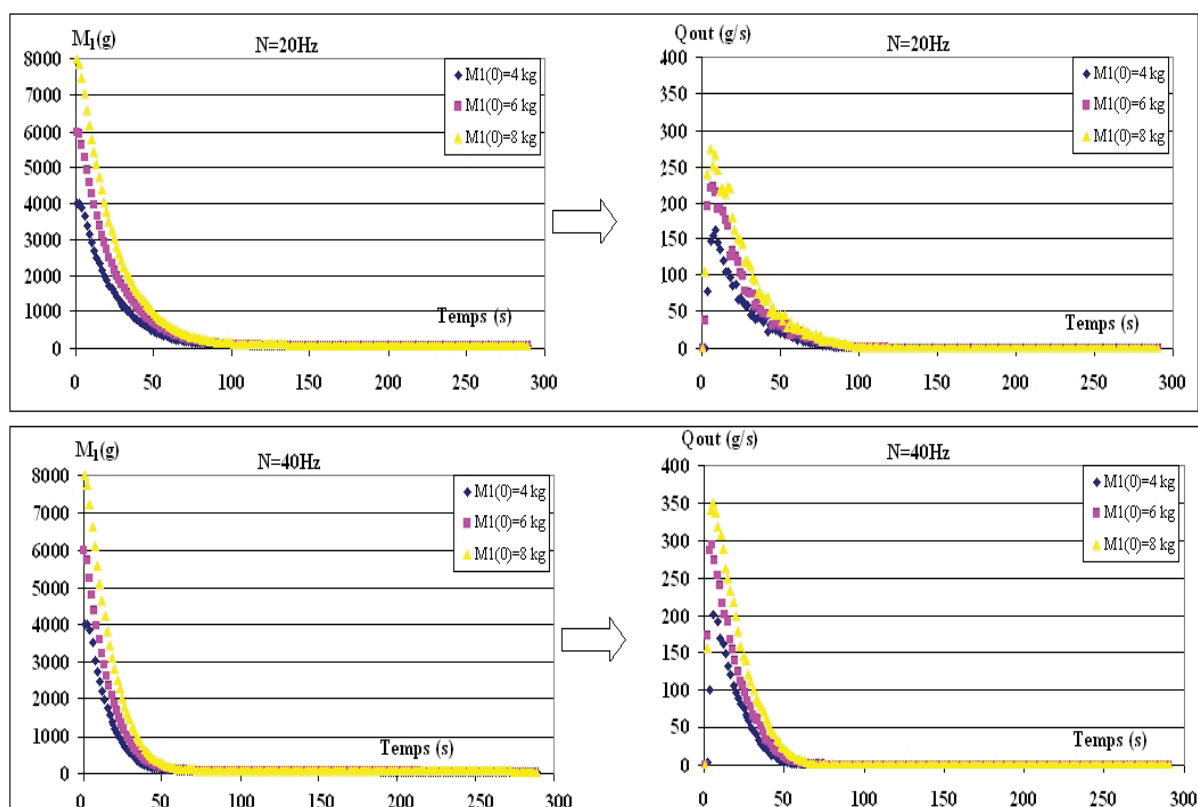 M1(g)
N=20Hz
8000
7000
6000
5000
4000
3000
2000
1000
0
M1(0)=4 kg
M1(0)=6 kg
M1(0)=8 kg
Temps (s)
0 50 100 150 200 250 300
Qout (g/s)
N=20Hz
400
350
300
250
200
150
100
50
0
M1(0)=4 kg
M1(0)=6 kg
M1(0)=8 kg
Temps (s)
0 50 100 150 200 250 300
M1(g)
N=40Hz
8000
7000
6000
5000
4000
3000
2000
1000
0
M1(0)=4 kg
M1(0)=6 kg
M1(0)=8 kg
Temps (s)
0 50 100 150 200 250 300
Qout (g/s)
N=40Hz
400
350
300
250
200
150
100
50
0
M1(0)=4 kg
M1(0)=6 kg
M1(0)=8 kg
Temps (s)
0 50 100 150 200 250 300